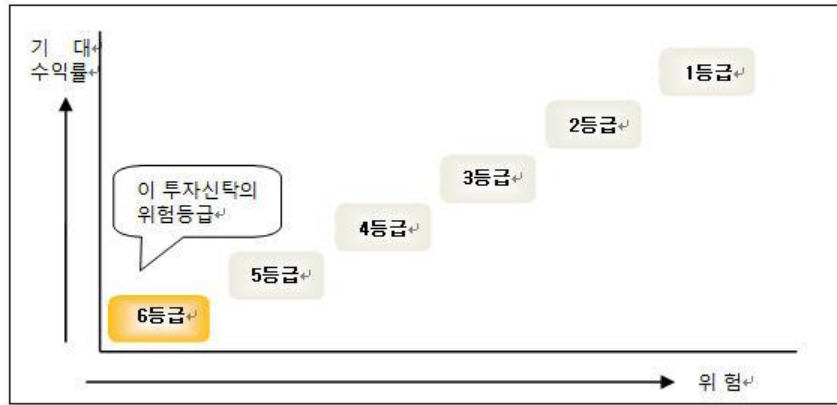 기 대↵
수익률↵
1등급↵
2등급↵
3등급↵
이 투자신탁의
위험등급↵
4등급↵
5등급↵
6등급↵
위 험↵